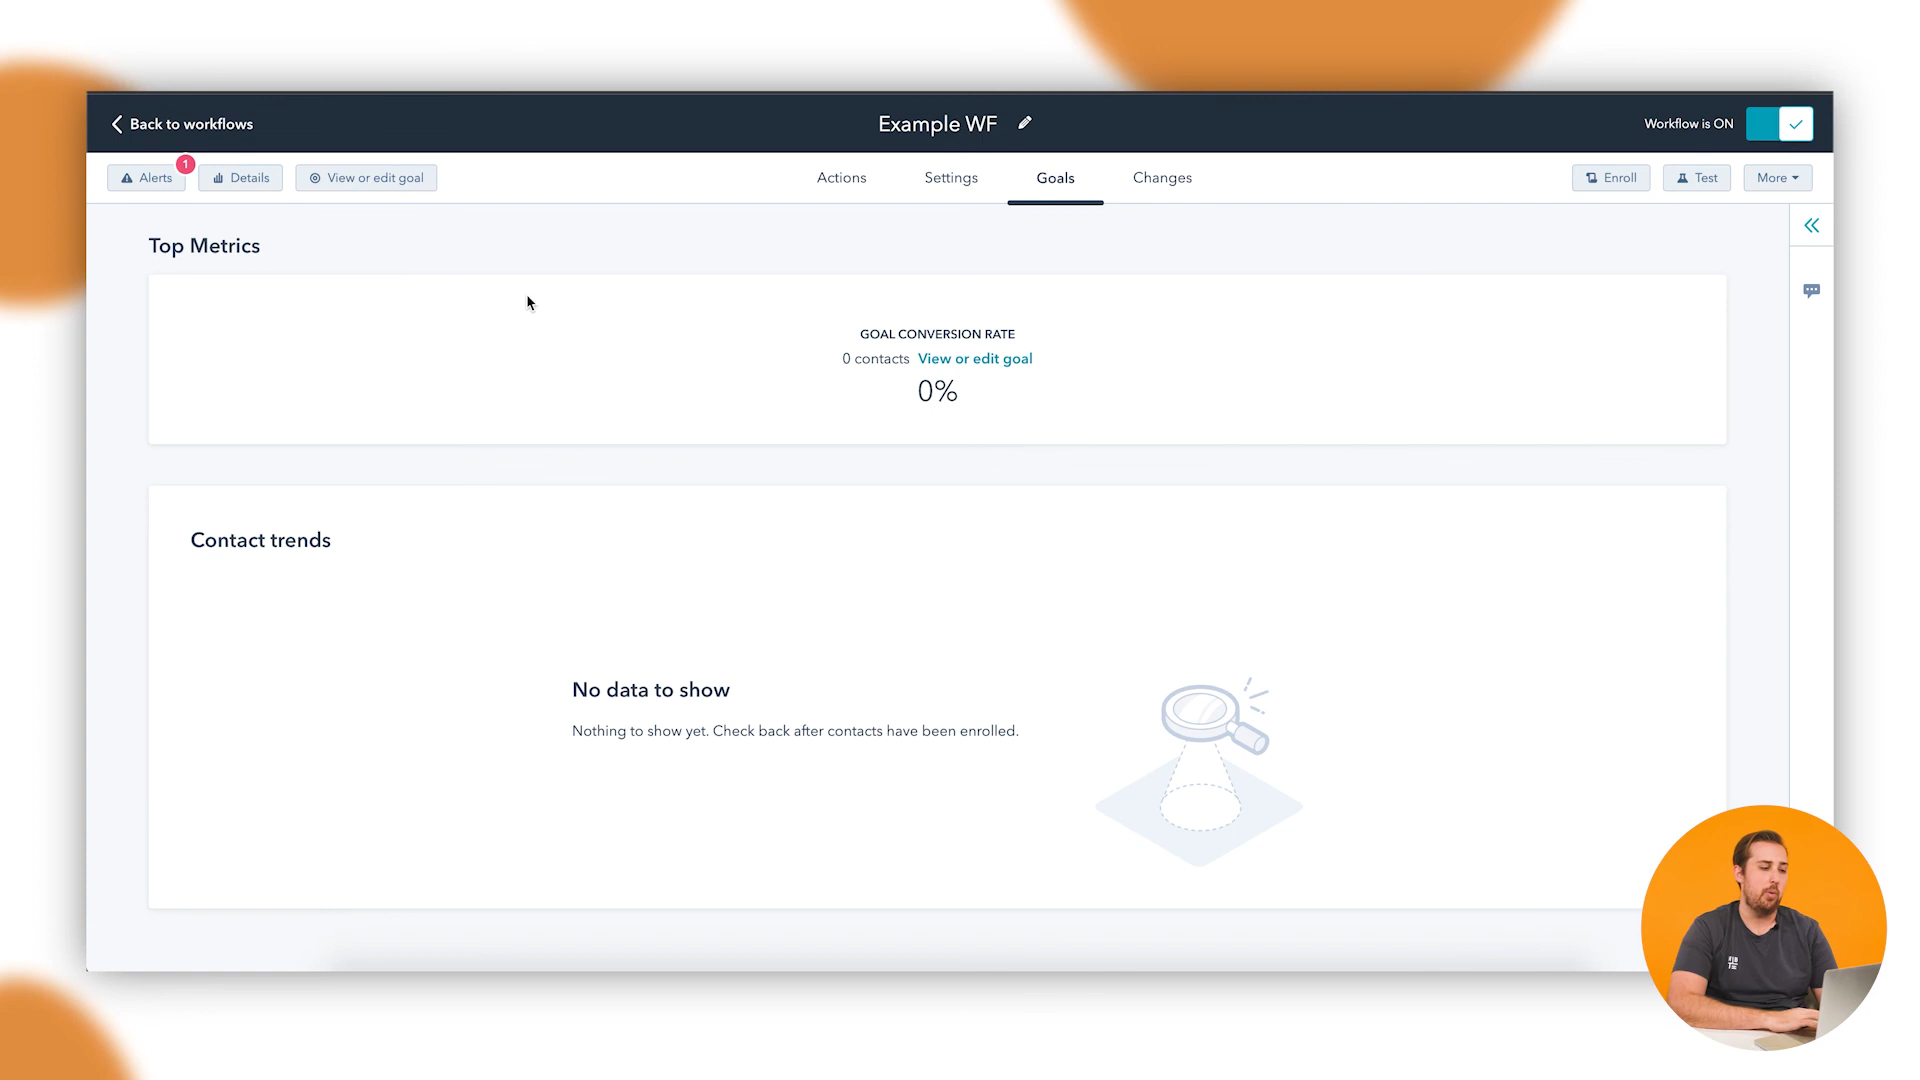 Back to workflows
Example WF
Workflow is ON
Alerts
1
Details
View or edit goal
Actions
Settings
Goals
Changes
Enroll
Test
More
Top Metrics
GOAL CONVERSION RATE
0 contacts View or edit goal
0%
Contact trends
No data to show
Nothing to show yet. Check back after contacts have been enrolled.